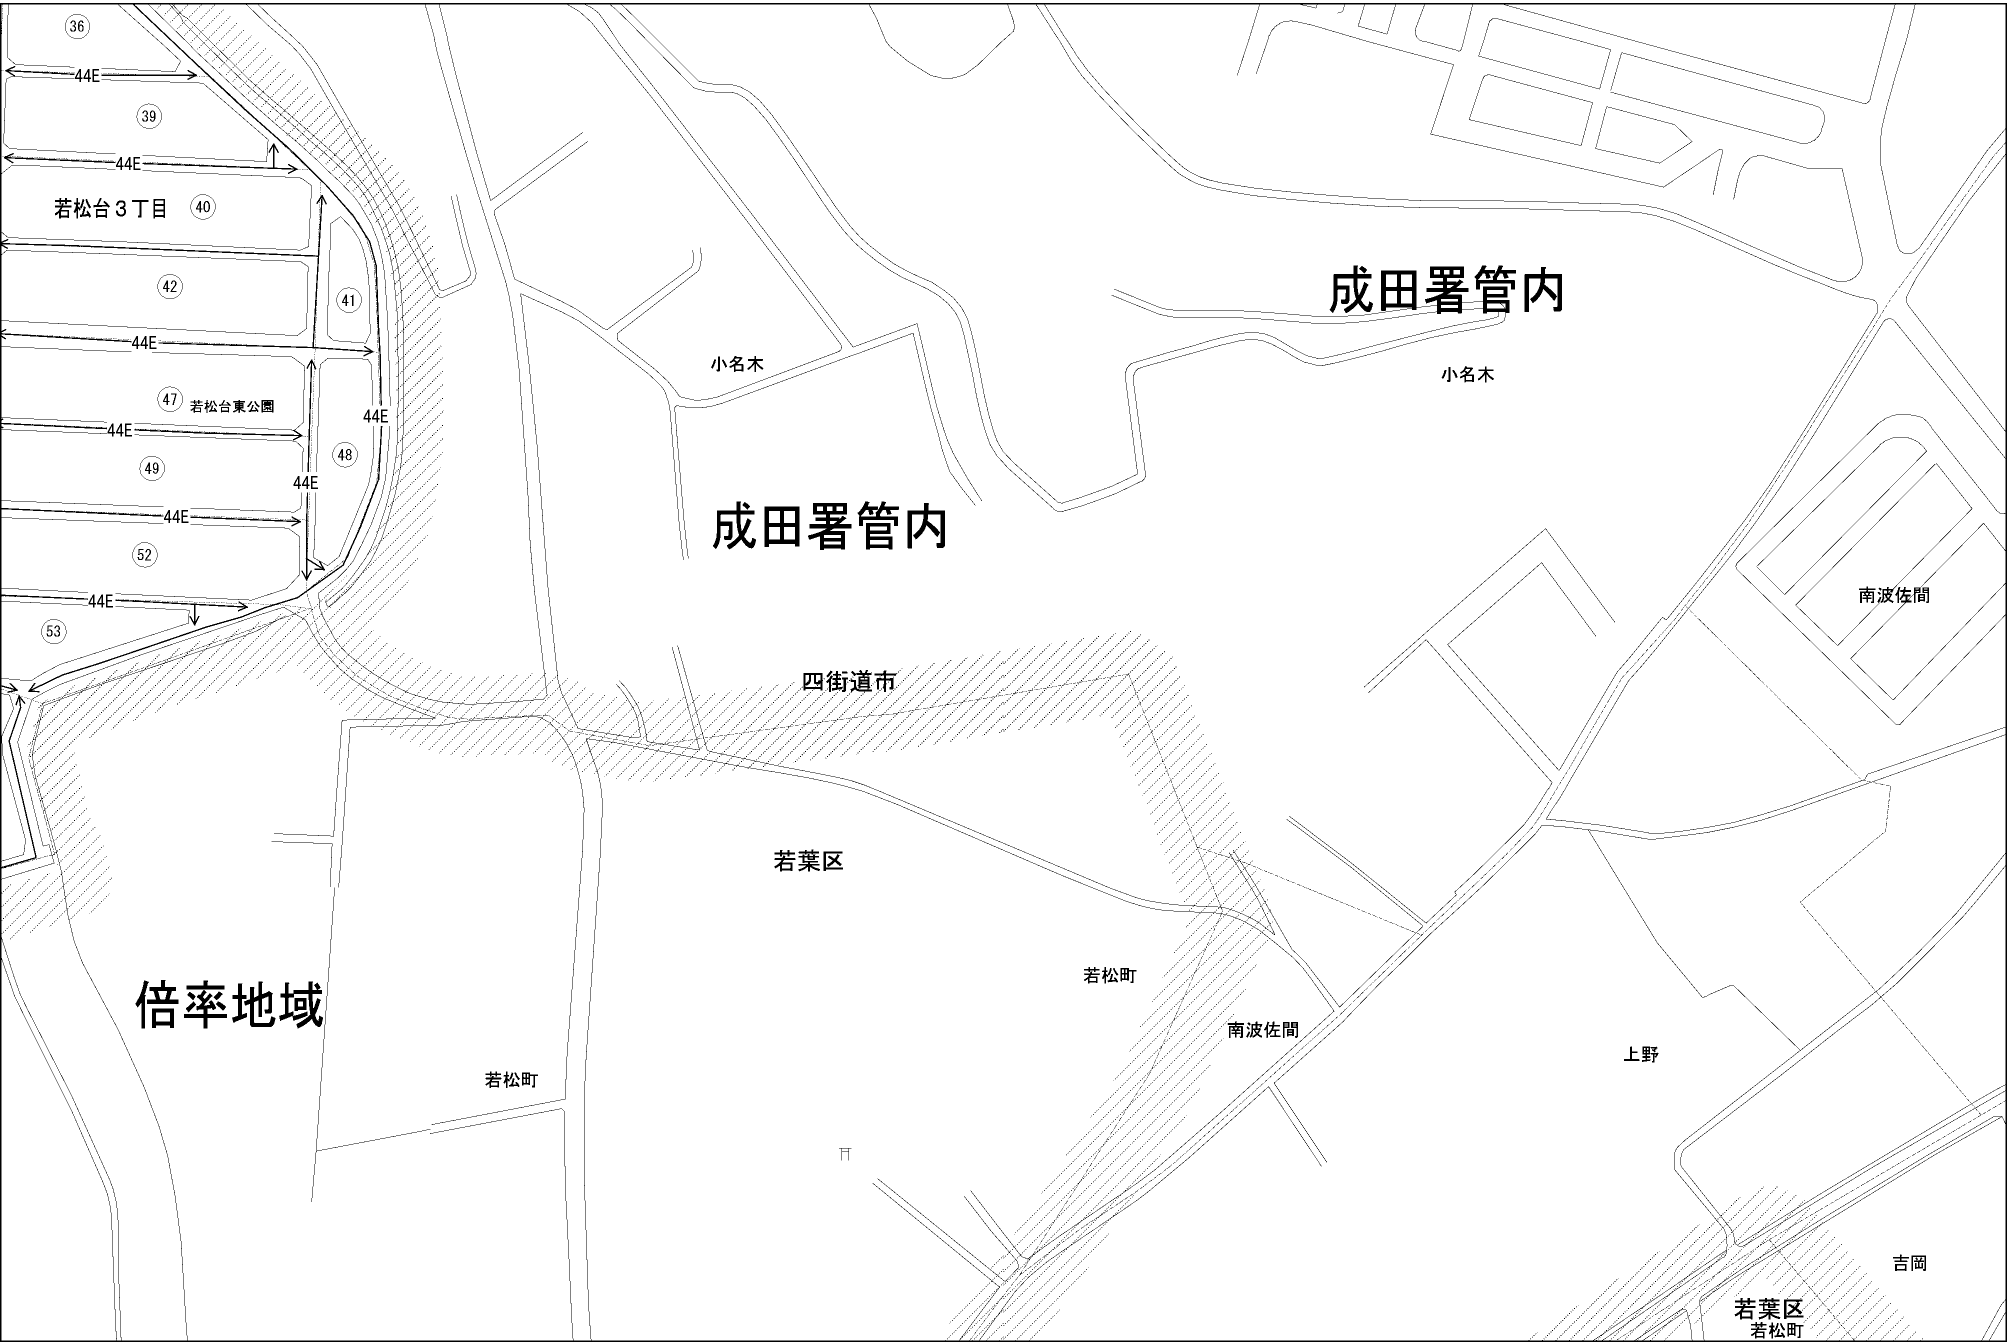 36
44E
39
44E
若松台３丁目
40
42
41
44E
47
若松台東公園
44E
44E
48
49
44E
44E
52
44E
53
成田署管内
小名木
小名木
成田署管内
南波佐間
四街道市
若葉区
若松町
倍率地域
南波佐間
上野
若松町
吉岡
若葉区
若松町